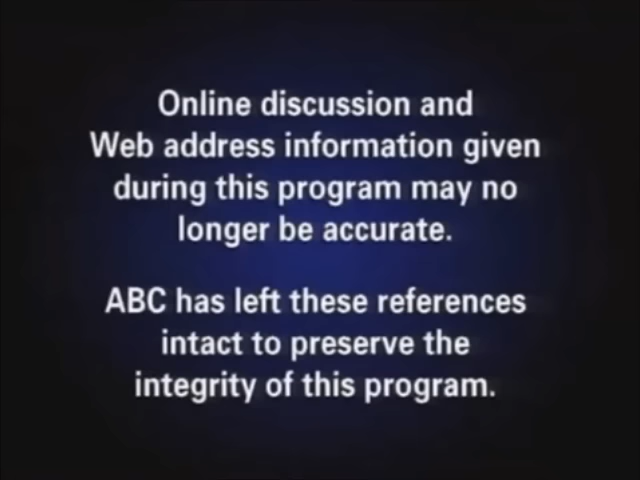 Online discussion and
Web address information given
during this program may no
longer be accurate.
ABC has left these references
intact to preserve the
integrity of this program.